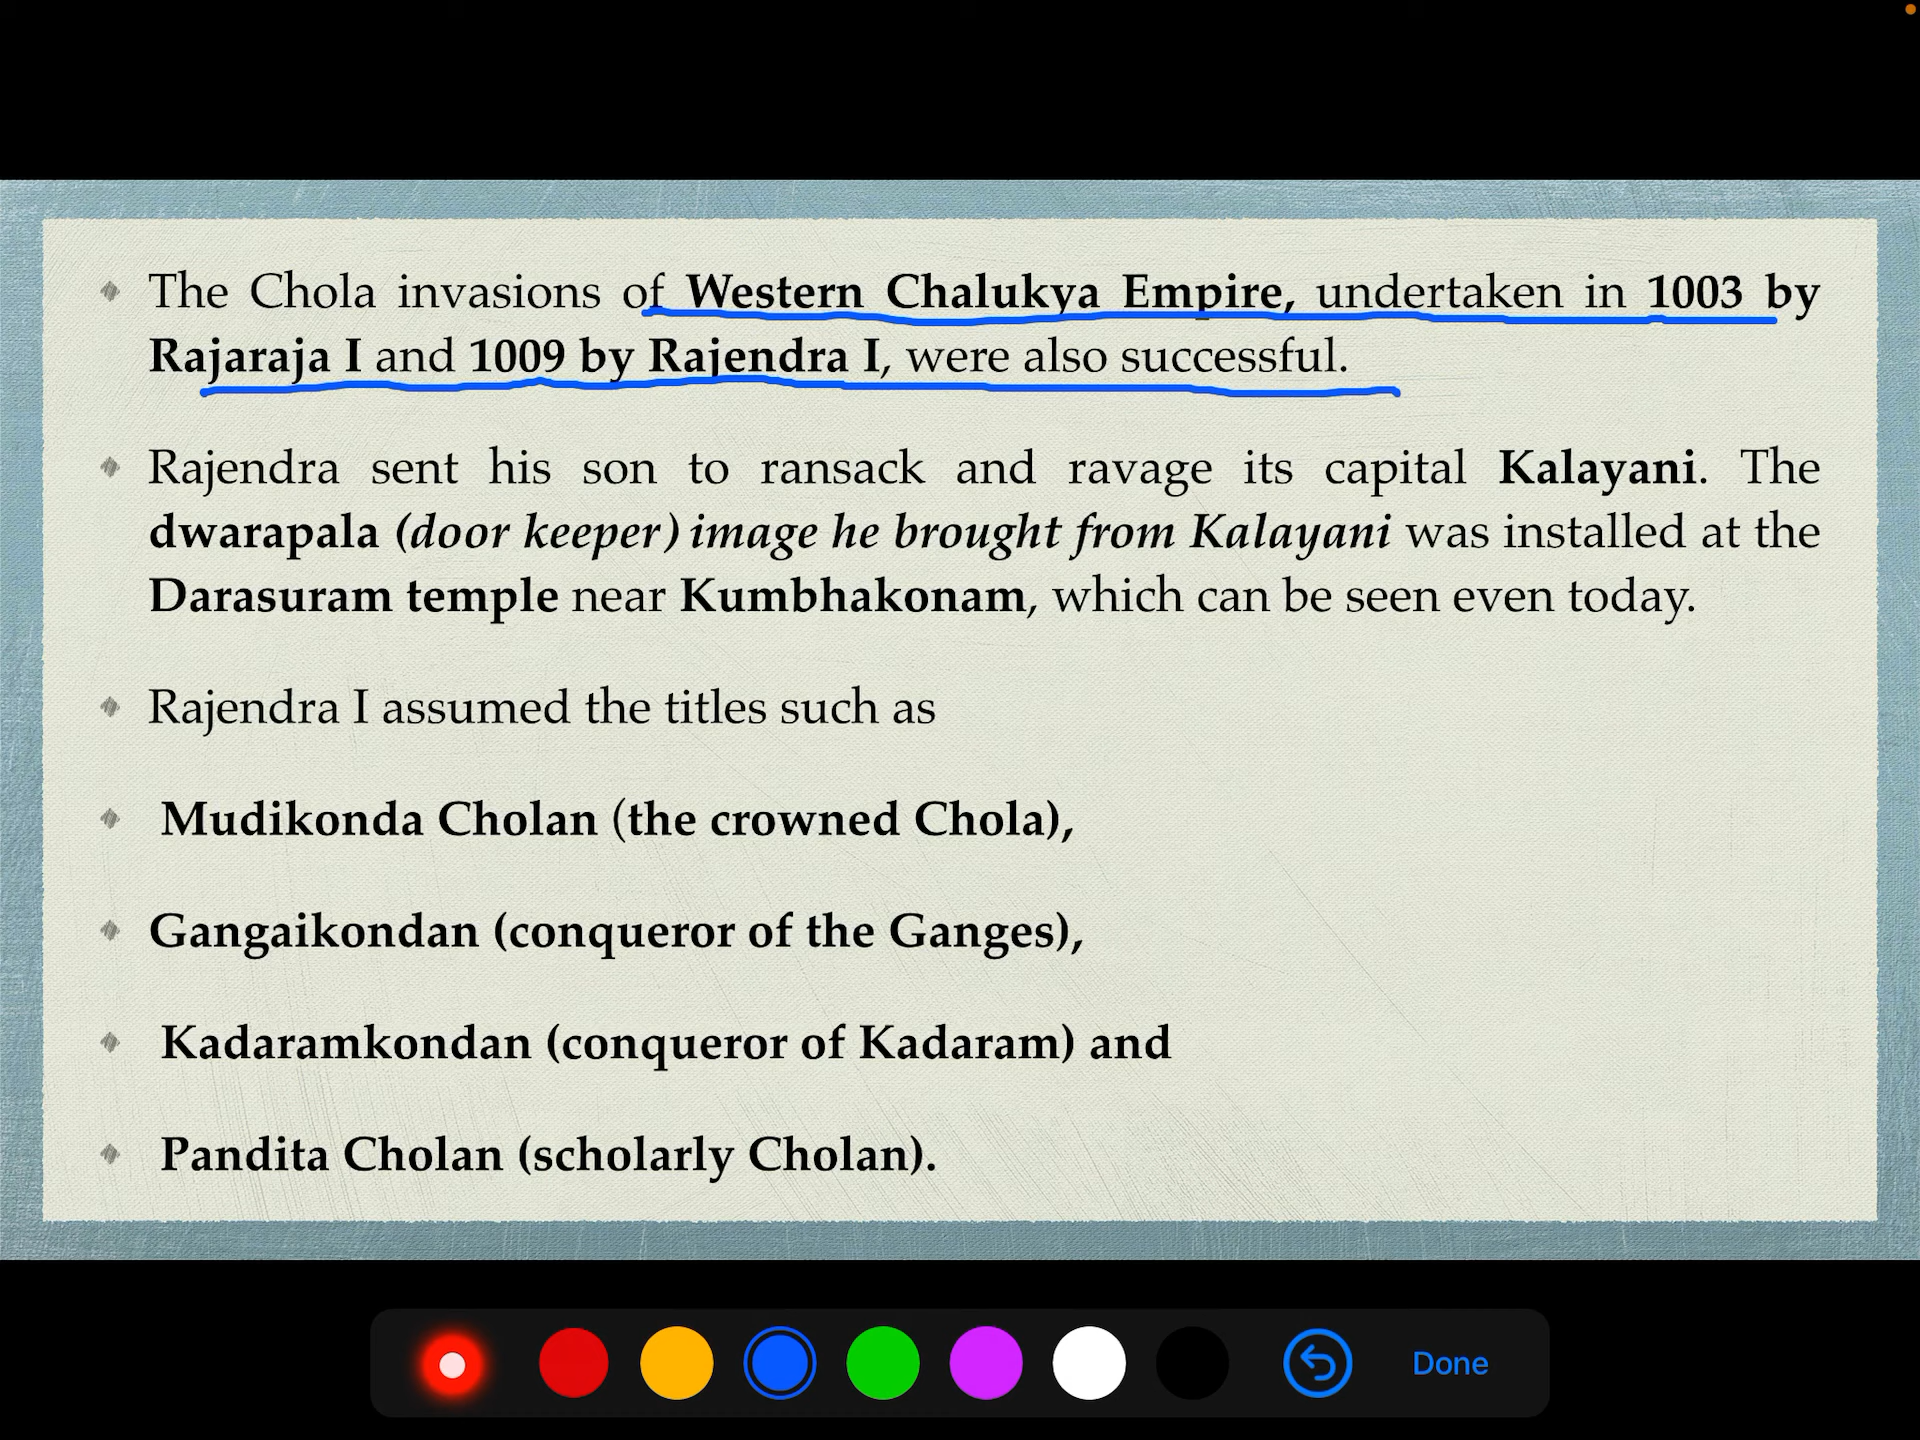 The Chola invasions of Western Chalukya Empire, undertaken in 1003 by
Rajaraja I and 1009 by Rajendra I, were also successful.
Rajendra sent his son to ransack and ravage its capital Kalayani. The
dwarapala (door keeper) image he brought from Kalayani was installed at the
Darasuram temple near Kumbhakonam, which can be seen even today.
Rajendra I assumed the titles such as
Mudikonda Cholan (the crowned Chola),
Gangaikondan (conqueror of the Ganges),
Kadaramkondan (conqueror of Kadaram) and
Pandita Cholan (scholarly Cholan).
Done